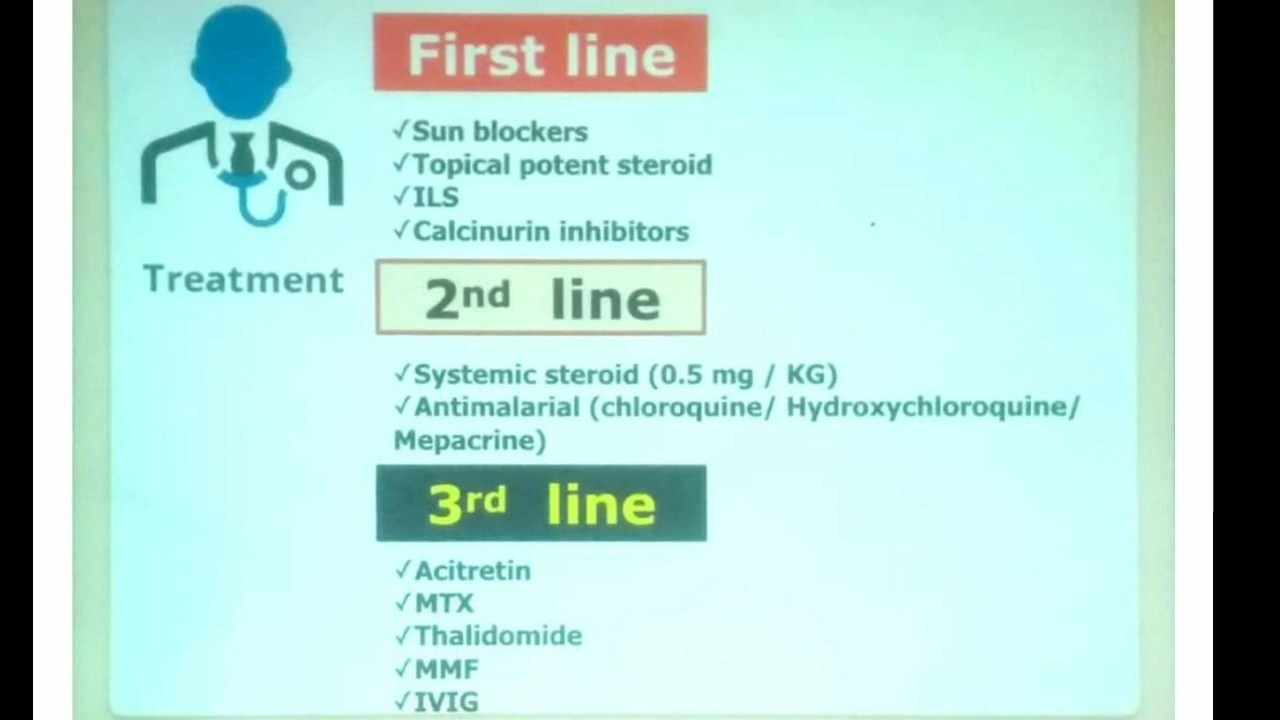 First line
√Sun blockers
√Topical potent steroid
√ILS
√Calcinurin inhibitors
Treatment
2nd line
√Systemic steroid (0.5 mg / KG)
√Antimalarial (chloroquine/ Hydroxychloroquine/
Mepacrine)
3rd line
√Acitretin
√MTX
√Thalidomide
√MMF
√IVIG